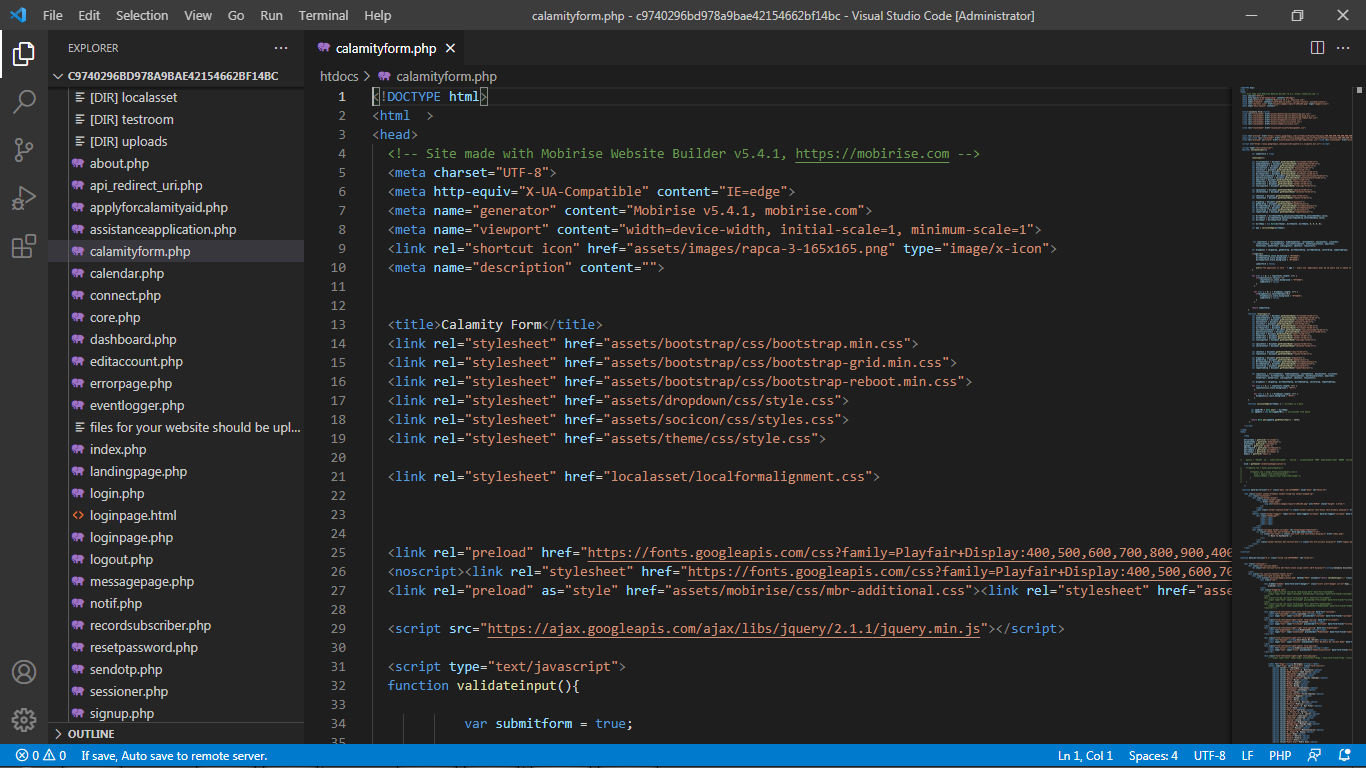 File Edit Selection View Go Run Terminal Help
calamityform.php - c9740296bd978a9bae42154662bf14bc - Visual Studio Code [Administrator]
EXPLORER
C9740296BD978A9BAE42154662BF14BC
[DIR] localasset
[DIR] testroom
[DIR] uploads
about.php
api_redirect_uri.php
applyforcalamityaid.php
assistanceapplication.php
calamityform.php
calendar.php
connect.php
core.php
dashboard.php
editaccount.php
errorpage.php
eventlogger.php
files for your website should be upl...
index.php
landingpage.php
login.php
loginpage.html
loginpage.php
logout.php
messagepage.php
notif.php
recordsubscriber.php
resetpassword.php
sendotp.php
sessioner.php
signup.php
OUTLINE
calamityform.php
htdocs > calamityform.php
1 <!DOCTYPE html>
2 <html  >
3 <head>
4 <!-- Site made with Mobirise Website Builder v5.4.1, https://mobirise.com -->
5 <meta charset="UTF-8">
6 <meta http-equiv="X-UA-Compatible" content="IE=edge">
7 <meta name="generator" content="Mobirise v5.4.1, mobirise.com">
8 <meta name="viewport" content="width=device-width, initial-scale=1, minimum-scale=1">
9 <link rel="shortcut icon" href="assets/images/rapca-3-165x165.png" type="image/x-icon">
10 <meta name="description" content="">
11
12
13 <title>Calamity Form</title>
14 <link rel="stylesheet" href="assets/bootstrap/css/bootstrap.min.css">
15 <link rel="stylesheet" href="assets/bootstrap/css/bootstrap-grid.min.css">
16 <link rel="stylesheet" href="assets/bootstrap/css/bootstrap-reboot.min.css">
17 <link rel="stylesheet" href="assets/dropdown/css/style.css">
18 <link rel="stylesheet" href="assets/socicon/css/styles.css">
19 <link rel="stylesheet" href="assets/theme/css/style.css">
20
21 <link rel="stylesheet" href="localasset/localformalignment.css">
22
23
24
25 <link rel="preload" href="https://fonts.googleapis.com/css?family=Playfair+Display:400,500,600,700,800,900,400
26 <noscript><link rel="stylesheet" href="https://fonts.googleapis.com/css?family=Playfair+Display:400,500,600,70
27 <link rel="preload" as="style" href="assets/mobirise/css/mbr-additional.css"><link rel="stylesheet" href="asse
28
29 <script src="https://ajax.googleapis.com/ajax/libs/jquery/2.1.1/jquery.min.js"></script>
30
31 <script type="text/javascript">
32 function validateinput(){
33
34 var submitform = true;
35
0 0 If save, Auto save to remote server.
Ln 1, Col 1 Spaces: 4 UTF-8 LF PHP